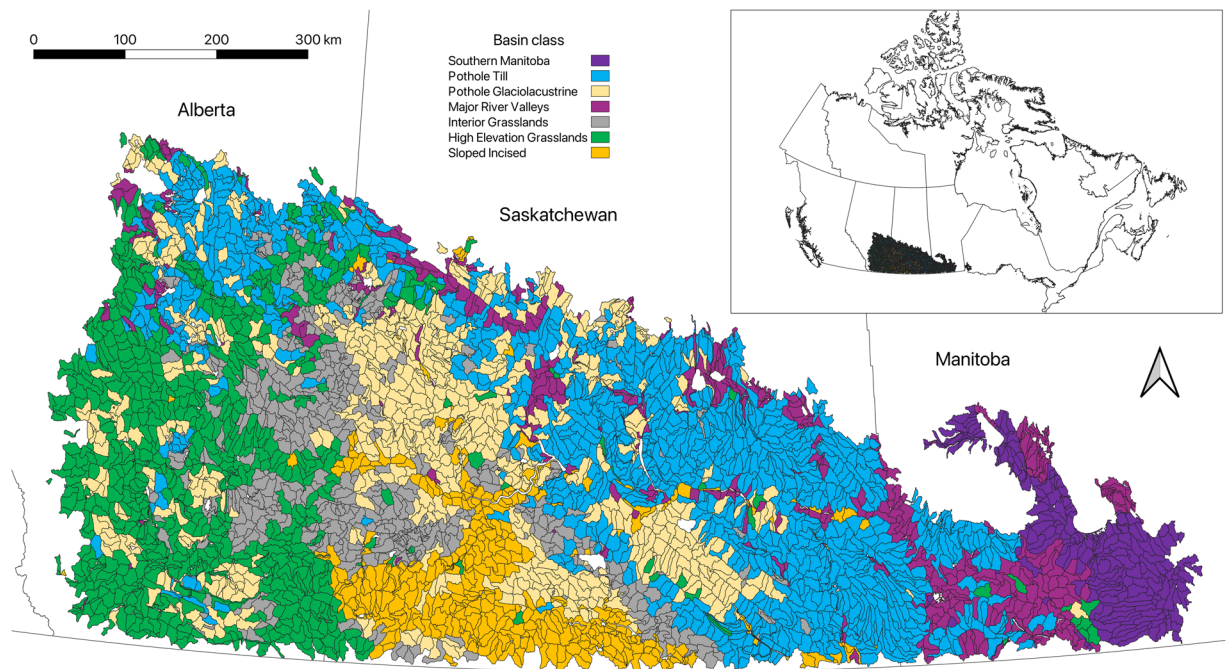 0 100 200 300 km
Basin class
Southern Manitoba
Pothole Till
Pothole Glaciolacustrine
Major River Valleys
Interior Grasslands
High Elevation Grasslands
Sloped Incised
Alberta
Saskatchewan
Manitoba